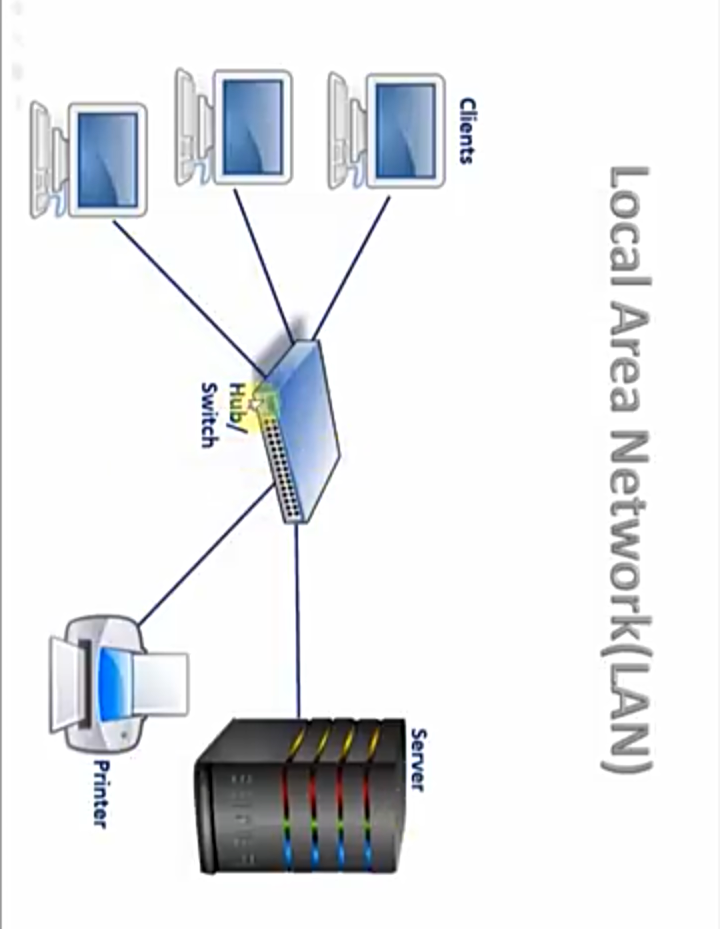 Local Area Network(LAN)
Clients
Server
Hub/
Switch
Printer